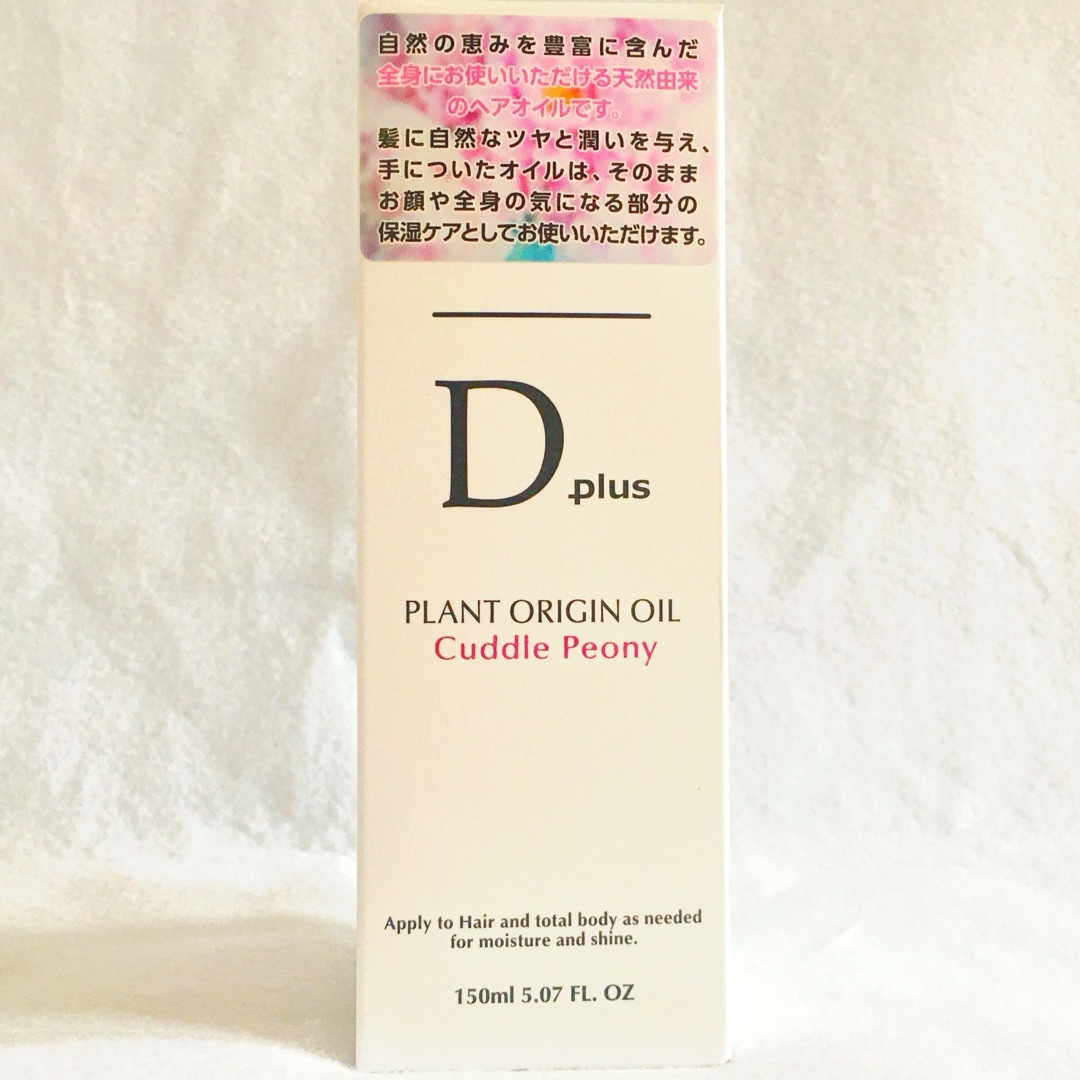 自然の恵みを豊富に含んだ
全身にお使いいただける天然由来
のヘアオイルです。
髪に自然なツヤと潤いを与え、
手についたオイルは、そのまま
お顔や全身の気になる部分の
保湿ケアとしてお使いいただけます。
D.plus
PLANT ORIGIN OIL
Cuddle Peony
Apply to Hair and total body as needed
for moisture and shine.
150ml 5.07 FL. OZ